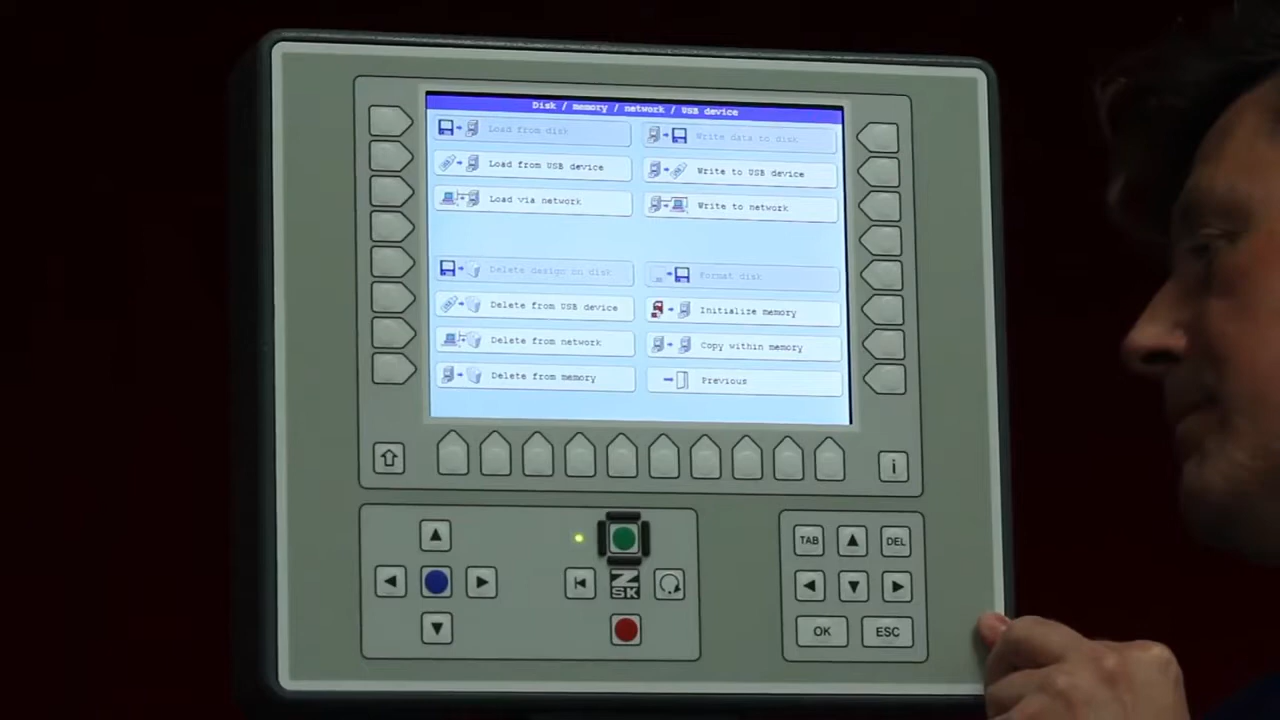 Disk / memory / network / USB device
Load from disk
Write data to disk
Load from USB device
Write to USB device
Load via network
Write to network
Delete design on disk
Format disk
Delete from USB device
Initialize memory
Delete from network
Copy within memory
Delete from memory
Previous
i
TAB
DEL
ZSK
OK
ESC